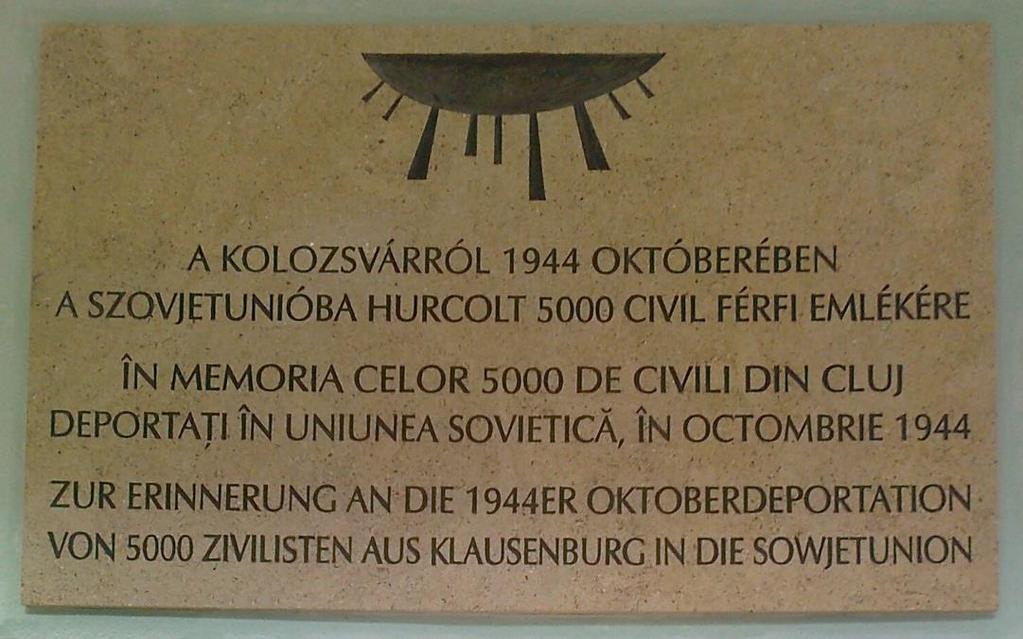 A KOLOZSVÁRRÓL 1944 OKTÓBERÉBEN
A SZOVJETUNIÓBA HURCOLT 5000 CIVIL FÉRFI EMLÉKÉRE
ÎN MEMORIA CELOR 5000 DE CIVILI DIN CLUJ
DEPORTAȚI ÎN UNIUNEA SOVIETICĂ, ÎN OCTOMBRIE 1944
ZUR ERINNERUNG AN DIE 1944ER OKTOBERDEPORTATION
VON 5000 ZIVILISTEN AUS KLAUSENBURG IN DIE SOWJETUNION